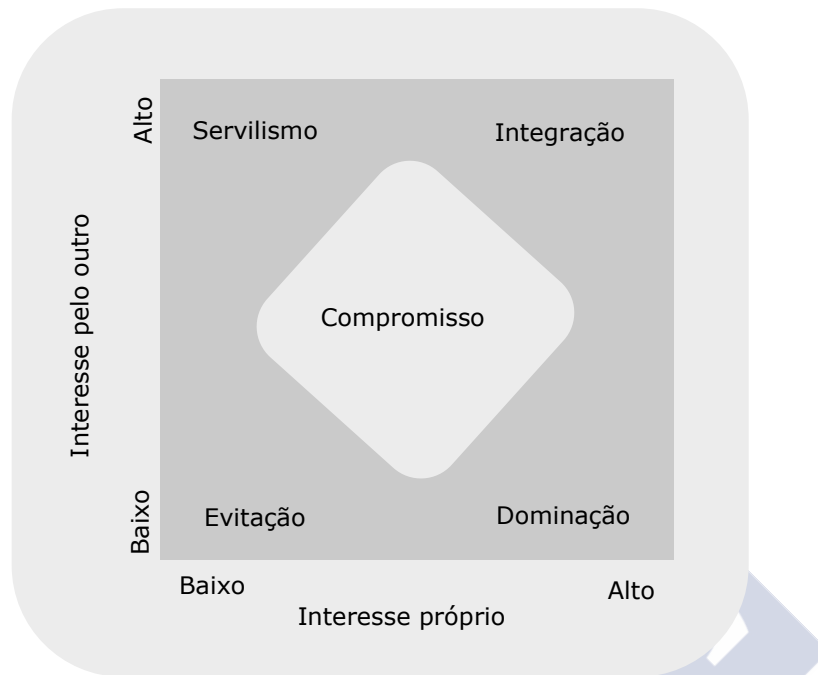 Alto
Servilismo
Integração
Interesse pelo outro
Compromisso
Baixo
Evitação
Dominação
Baixo
Alto
Interesse próprio